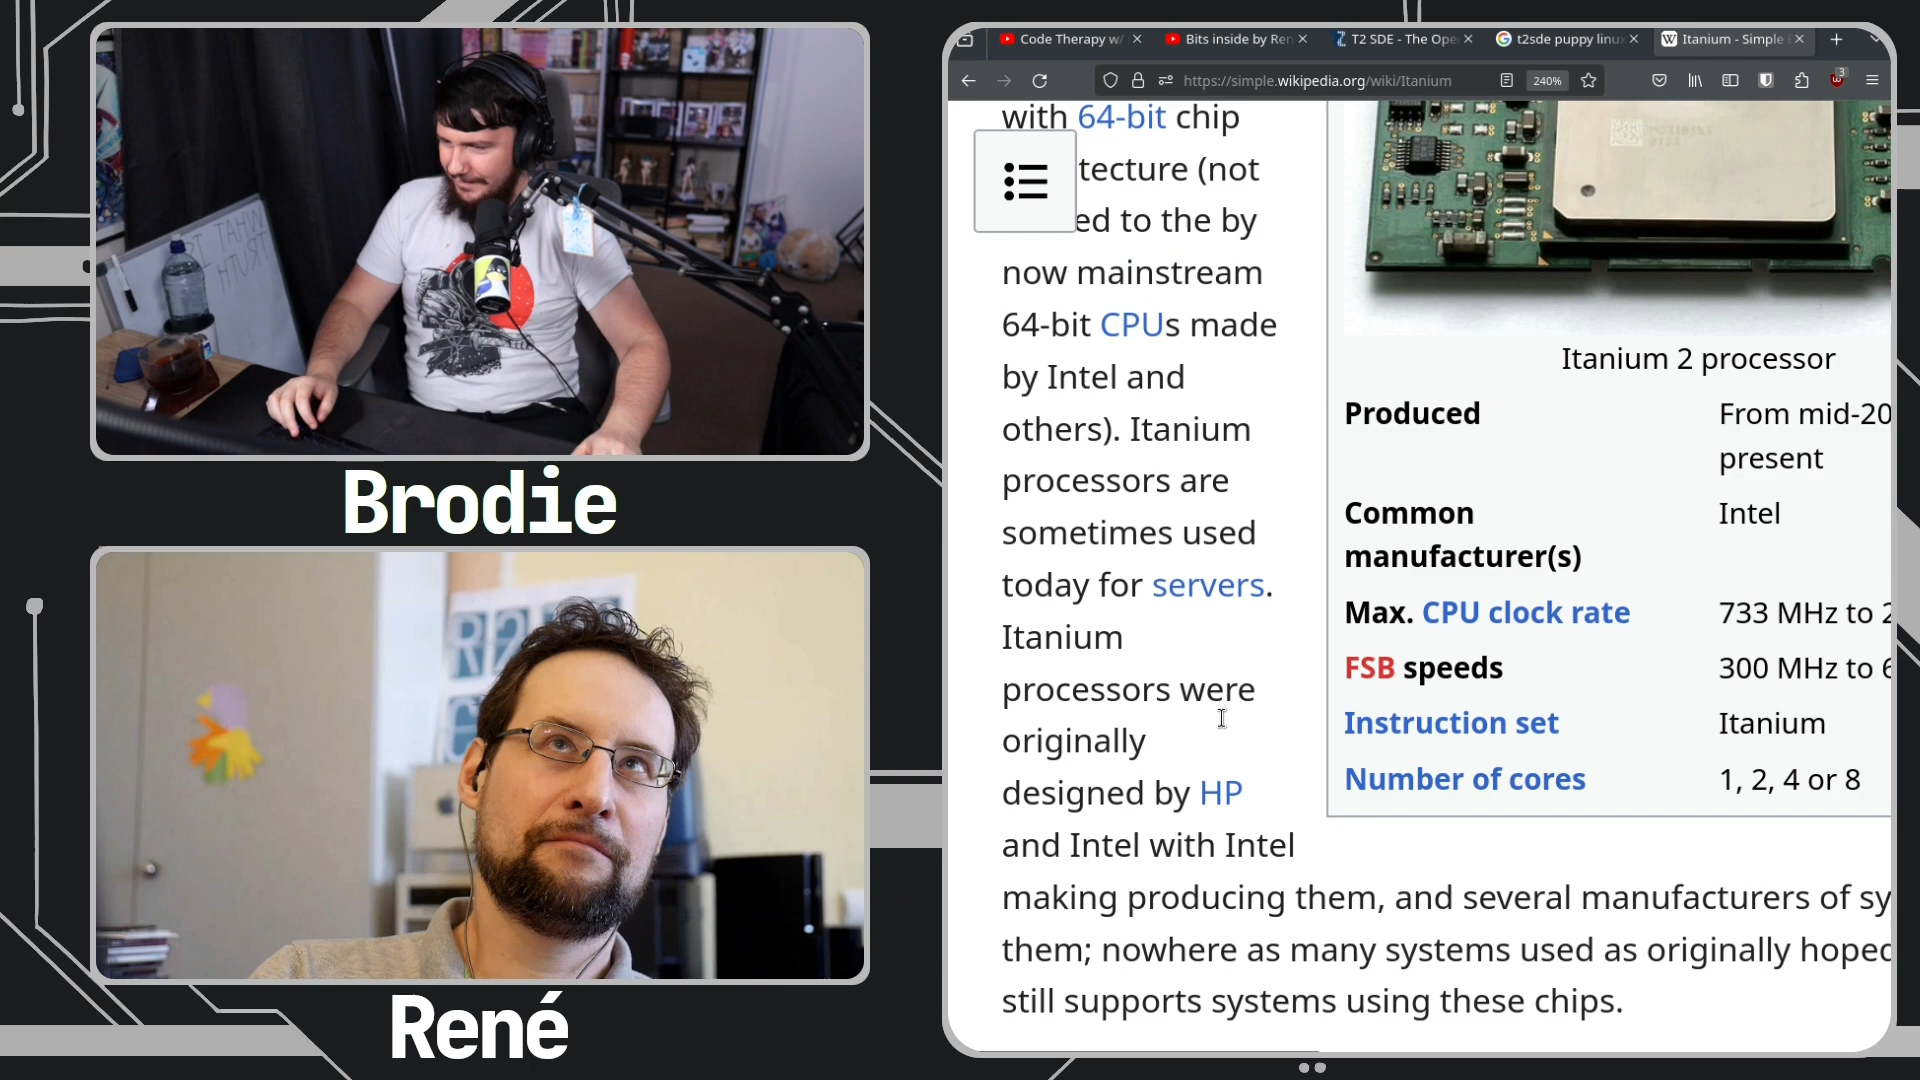 Code Therapy w/
Bits inside by Ren
T2 SDE - The Ope
t2sde puppy linu
Itanium - Simple
https://simple.wikipedia.org/wiki/Itanium
240%
3
with 64-bit chip
tecture (not
ed to the by
now mainstream
64-bit CPUs made
by Intel and
others). Itanium
processors are
sometimes used
today for servers.
Itanium
processors were
originally
designed by HP
and Intel with Intel
making producing them, and several manufacturers of sy
them; nowhere as many systems used as originally hoped
still supports systems using these chips.
Itanium 2 processor
Produced
From mid-20
present
Common
manufacturer(s)
Intel
Max. CPU clock rate
733 MHz to 2
FSB speeds
300 MHz to 6
Instruction set
Itanium
Number of cores
1, 2, 4 or 8
WHAT
TRUTH
Brodie
René